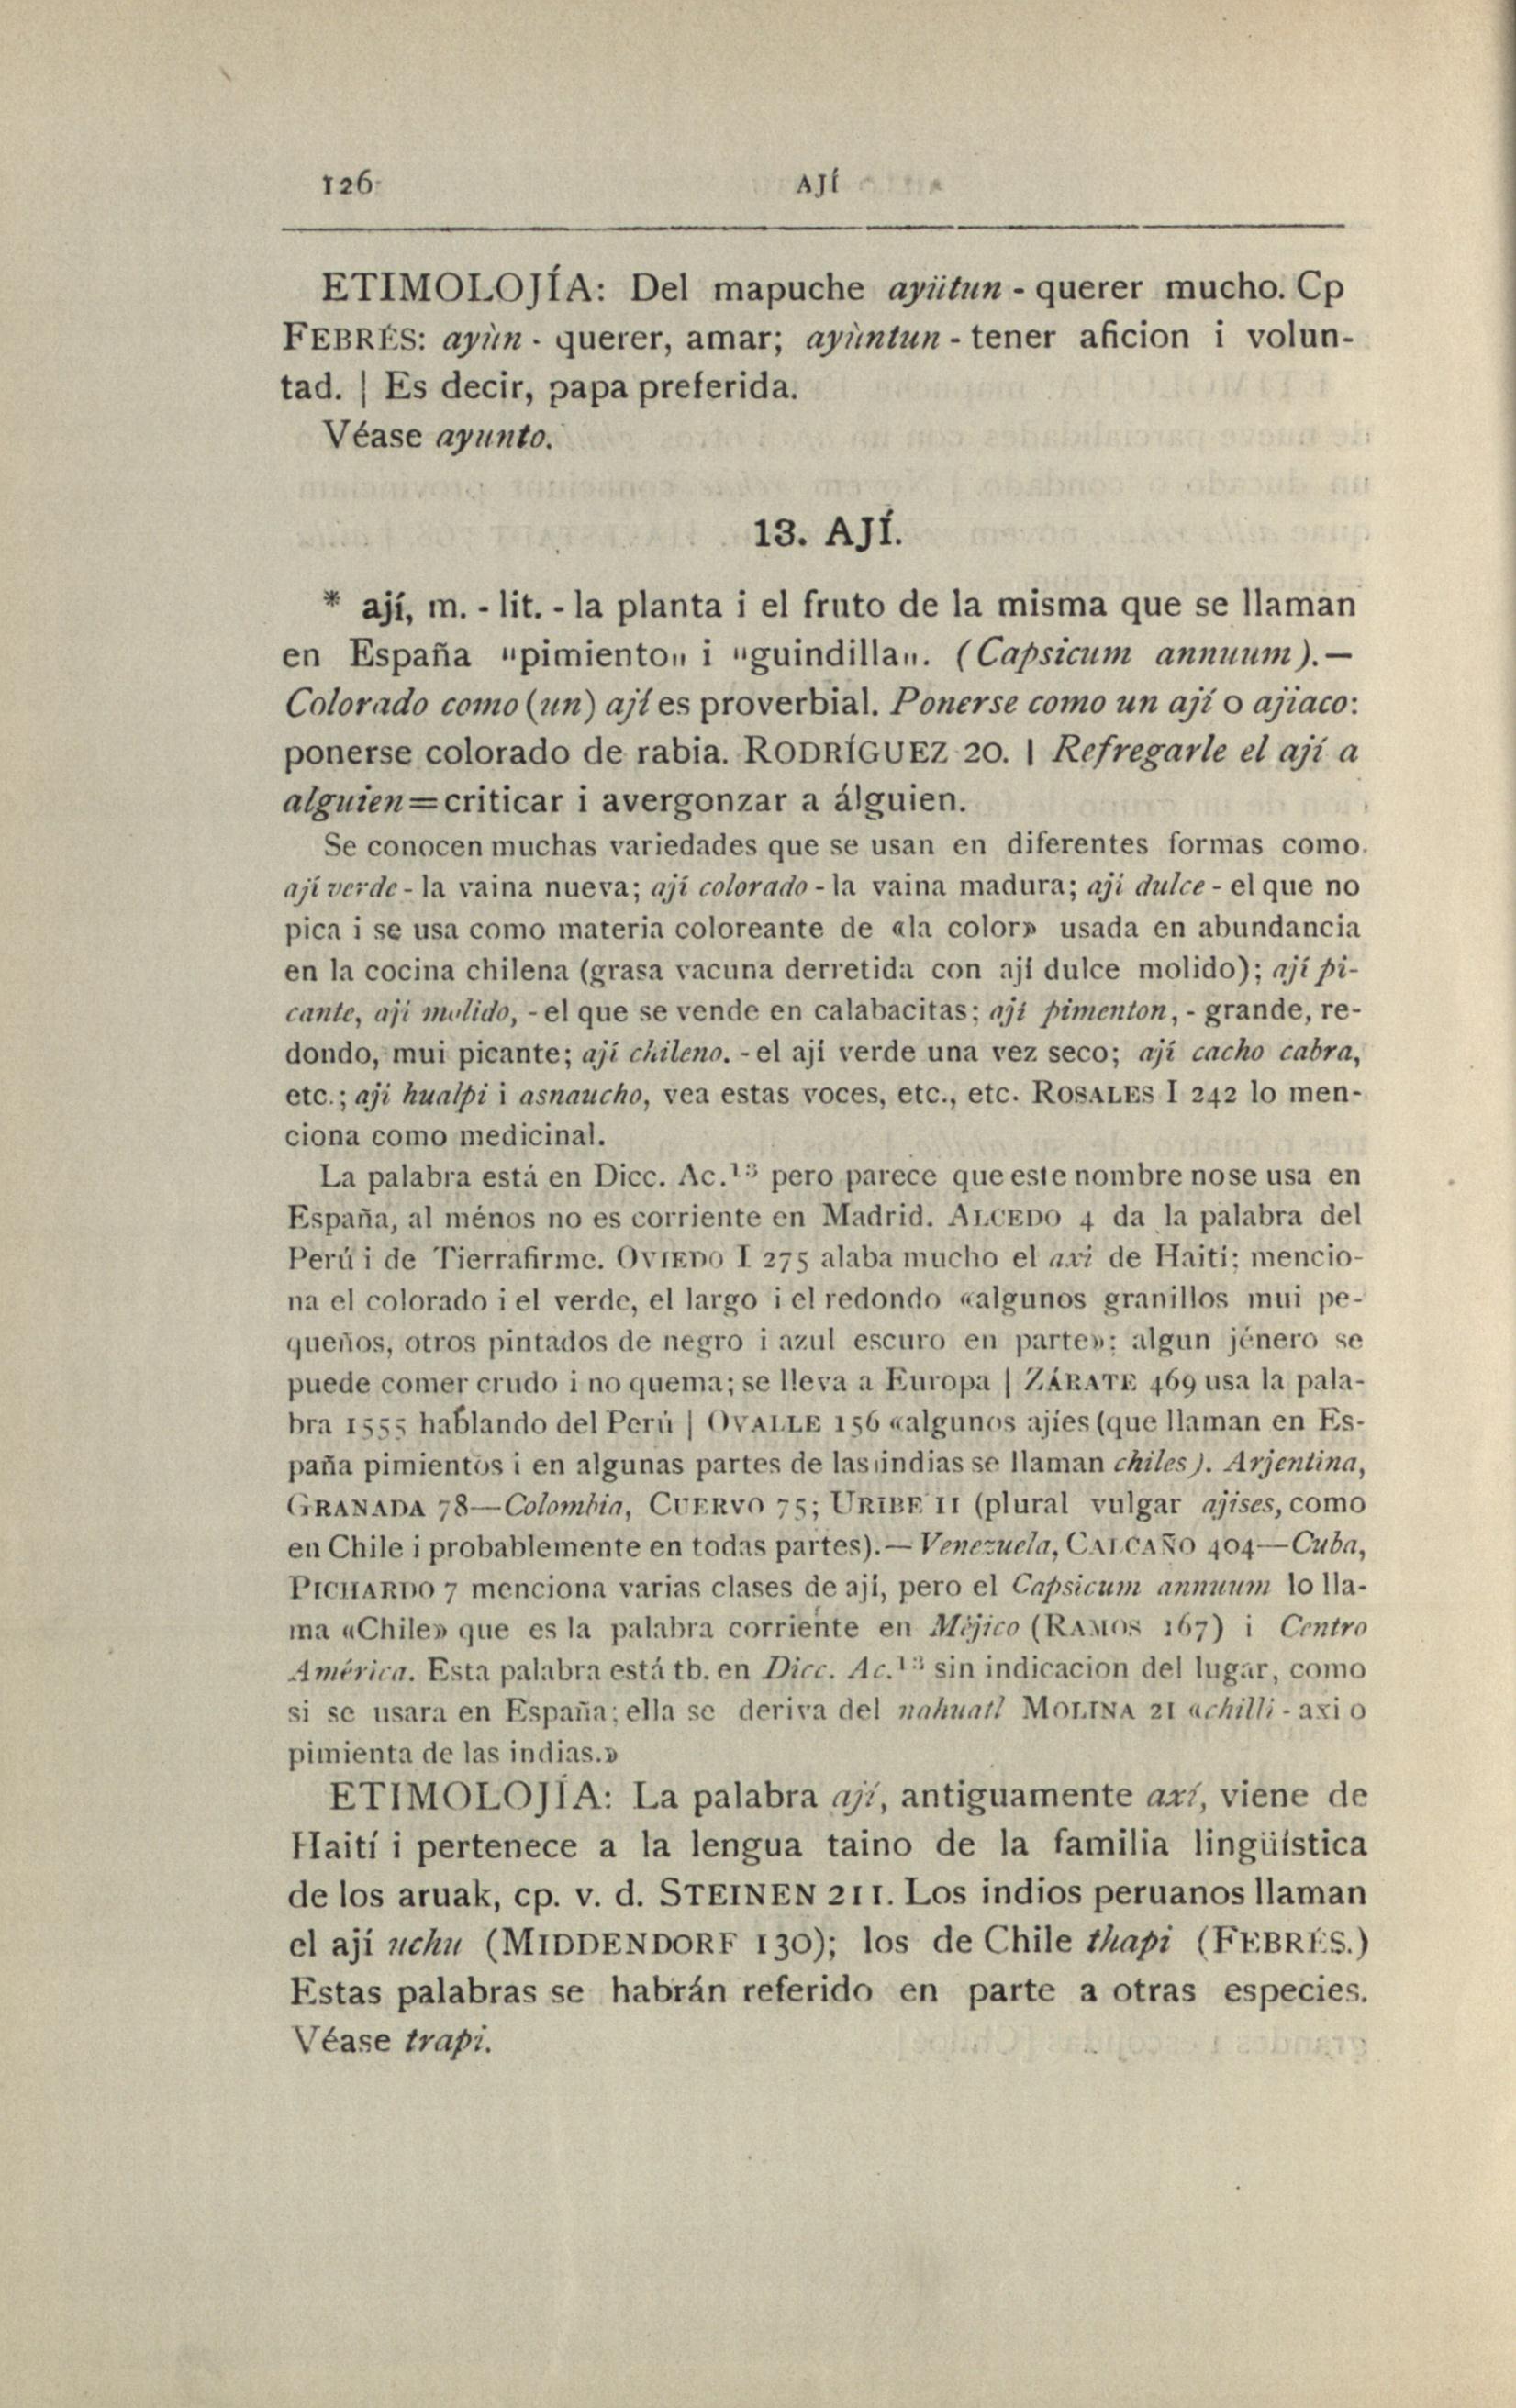 126 AJÍ
ETIMOLOJÍA: Del mapuche ayütun - querer mucho. Cp
FEBRÉS: ayùn - querer, amar; ayùntun - tener aficion i volun-
tad. | Es decir, papa preferida.
Véase ayunto.
13. AJÍ.
* ají, m. - lit. - la planta i el fruto de la misma que se llaman
en España "pimiento" i "guindilla". (Capsicum annuum).—
Colorado como (un) ají es proverbial. Ponerse como un ají o ajiaco:
ponerse colorado de rabia. RODRÍGUEZ 20. | Refregarle el ají a
alguien=criticar i avergonzar a álguien.
Se conocen muchas variedades que se usan en diferentes formas como
ají verde - la vaina nueva; ají colorado - la vaina madura; ají dulce - el que no
pica i se usa como materia coloreante de «la color» usada en abundancia
en la cocina chilena (grasa vacuna derretida con ají dulce molido); ají pi-
cante, ají molido, - el que se vende en calabacitas; ají pimenton, - grande, re-
dondo, mui picante; ají chileno. - el ají verde una vez seco; ají cacho cabra,
etc.; ají hualpi i asnaucho, vea estas voces, etc., etc. ROSALES I 242 lo men-
ciona como medicinal.
La palabra está en Dicc. Ac.¹³ pero parece que este nombre no se usa en
España, al ménos no es corriente en Madrid. ALCEDO 4 da la palabra del
Perú i de Tierrafirme. OVIEDO I 275 alaba mucho el axi de Haití; mencio-
na el colorado i el verde, el largo i el redondo «algunos granillos mui pe-
queños, otros pintados de negro i azul escuro en parte»; algun jénero se
puede comer crudo i no quema; se lleva a Europa | ZÁRATE 469 usa la pala-
bra 1555 hablando del Perú | OVALLE 156 «algunos ajíes (que llaman en Es-
paña pimientos i en algunas partes de las indias se llaman chiles). Arjentina,
GRANADA 78—Colombia, CUERVO 75; URIBE 11 (plural vulgar ajises, como
en Chile i probablemente en todas partes).—Venezuela, CALCAÑO 404—Cuba,
PICHARDO 7 menciona varias clases de ají, pero el Capsicum annuum lo lla-
ma «Chile» que es la palabra corriente en Méjico (RAMOS 167) i Centro
América. Esta palabra está tb. en Dicc. Ac.¹³ sin indicacion del lugar, como
si se usara en España; ella se deriva del nahuatl MOLINA 21 «chilli - axi o
pimienta de las indias.»
ETIMOLOJÍA: La palabra ají, antiguamente axí, viene de
Haití i pertenece a la lengua taino de la familia lingüística
de los aruak, cp. v. d. STEINEN 211. Los indios peruanos llaman
el ají uchu (MIDDENDORF 130); los de Chile thapi (FEBRÉS.)
Estas palabras se habrán referido en parte a otras especies.
Véase trapi.